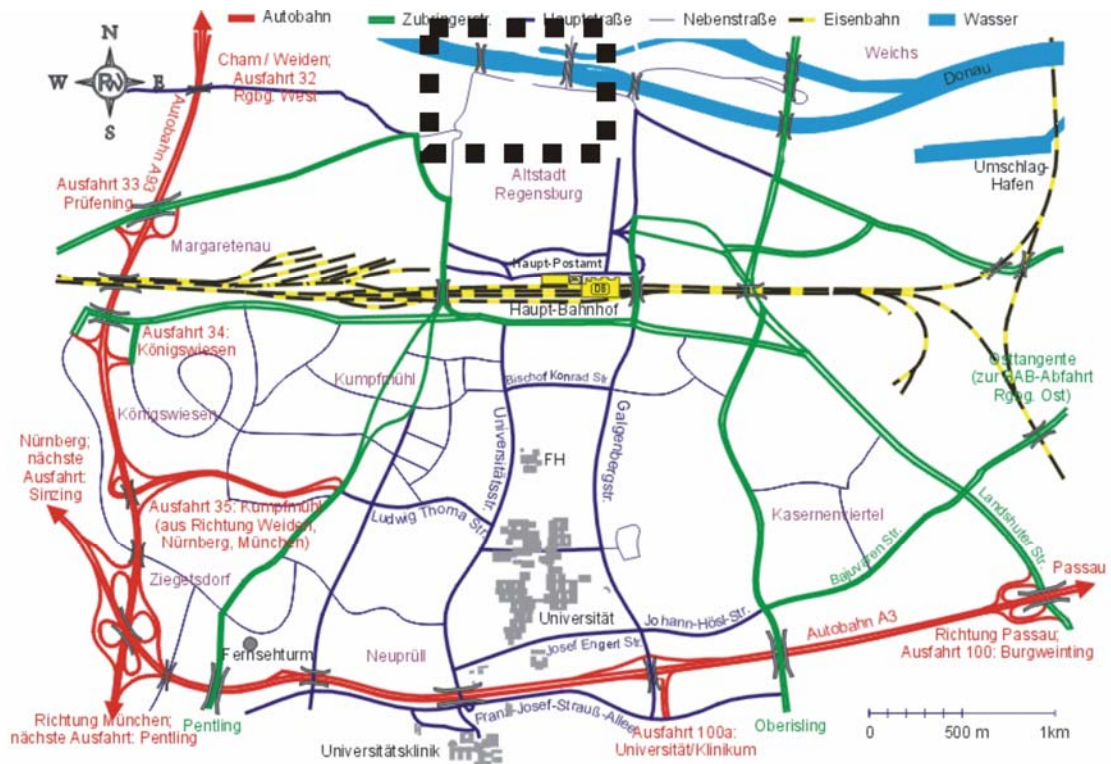 Autobahn
Zubringerstr.
Hauptstraße
Nebenstraße
Eisenbahn
Wasser
N
W
E
S
RW
Cham / Weiden;
Ausfahrt 32
Rgbg. West
Weichs
Donau
Autobahn A93
Umschlag-
Hafen
Altstadt
Regensburg
Ausfahrt 33
Prüfening
Margaretenau
Haupt-Postamt
DB
Haupt-Bahnhof
Ausfahrt 34:
Königswiesen
Kumpfmühl
Bischof Konrad Str.
Osttangente
(zur BAB-Abfahrt
Rgbg. Ost)
Königswiesen
Universitätsstr.
Galgenbergstr.
Nürnberg;
nächste
Ausfahrt:
Sinzing
FH
Ausfahrt 35: Kumpfmühl
(aus Richtung Weiden,
Nürnberg, München)
Ludwig Thoma Str.
Kasernenviertel
Landshuter Str.
Bajuwaren Str.
Ziegetsdorf
Passau
Universität
Johann-Hösl-Str.
Autobahn A3
Josef Engert Str.
Richtung Passau;
Ausfahrt 100: Burgweinting
Fernsehturm
Neuprüll
Richtung München;
nächste Ausfahrt: Pentling
Pentling
Franz-Josef-Strauß-Allee
Oberisling
Ausfahrt 100a:
Universität/Klinikum
Universitätsklinik
0 500 m 1km